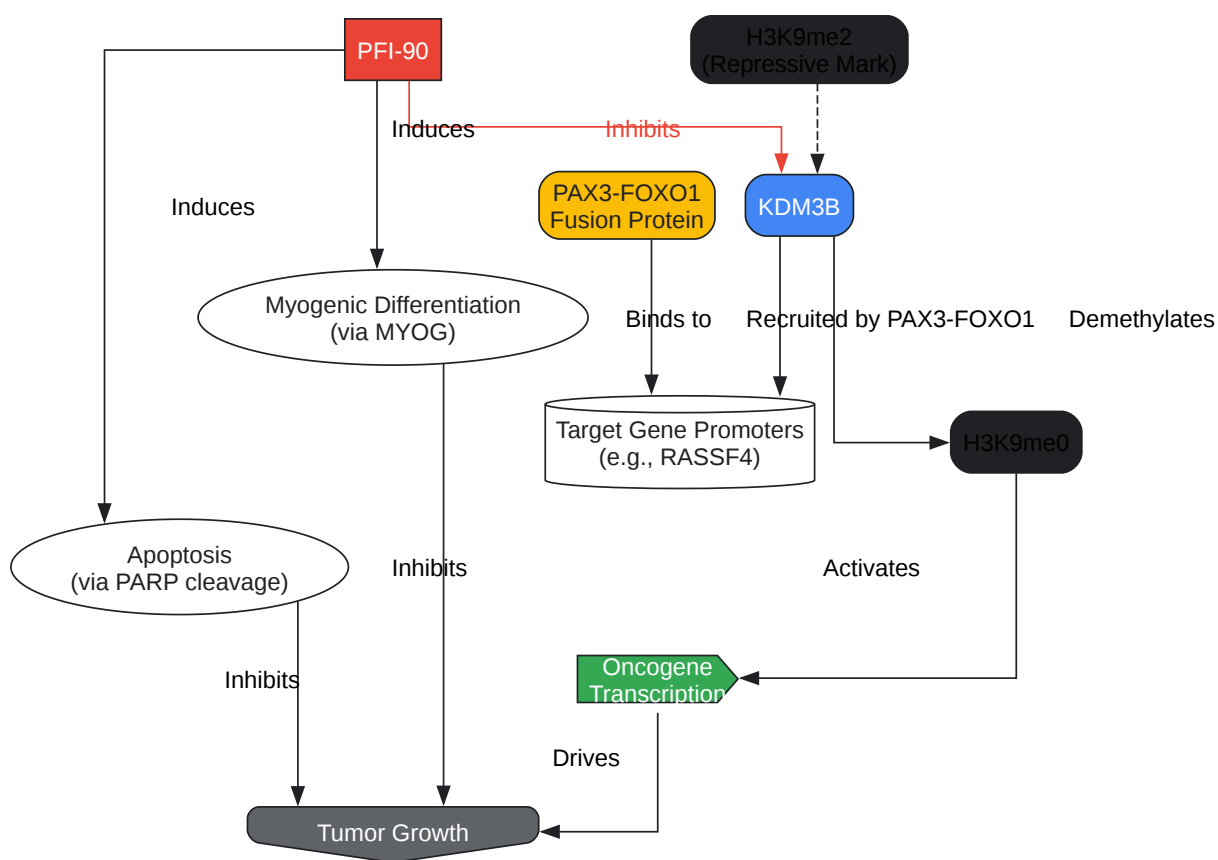 PFI-90
H3K9me2
(Repressive Mark)
Induces
Inhibits
PAX3-FOXO1
Fusion Protein
KDM3B
Induces
Myogenic Differentiation
(via MYOG)
Binds to
Recruited by PAX3-FOXO1
Demethylates
Target Gene Promoters
(e.g., RASSF4)
H3K9me0
Apoptosis
(via PARP cleavage)
Inhibits
Activates
Inhibits
Oncogene
Transcription
Drives
Tumor Growth